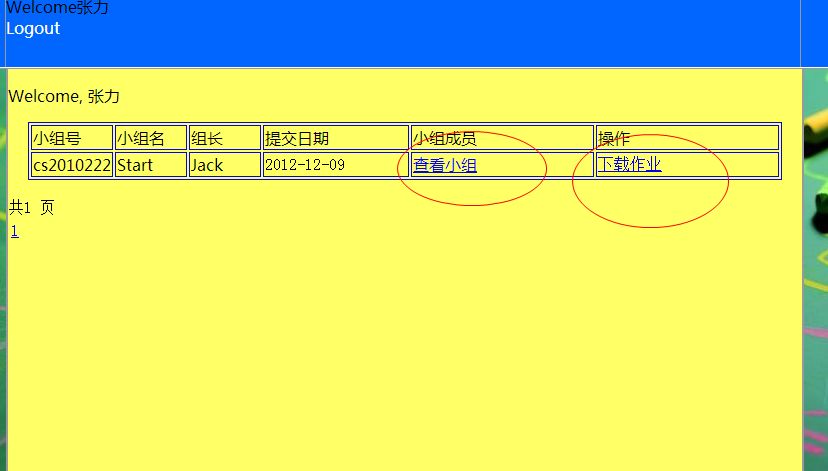 Welcome张力
Logout
Welcome, 张力
小组号 小组名 组长 提交日期 小组成员 操作
cs2010222 Start Jack 2012-12-09 查看小组 下载作业
共1 页
1